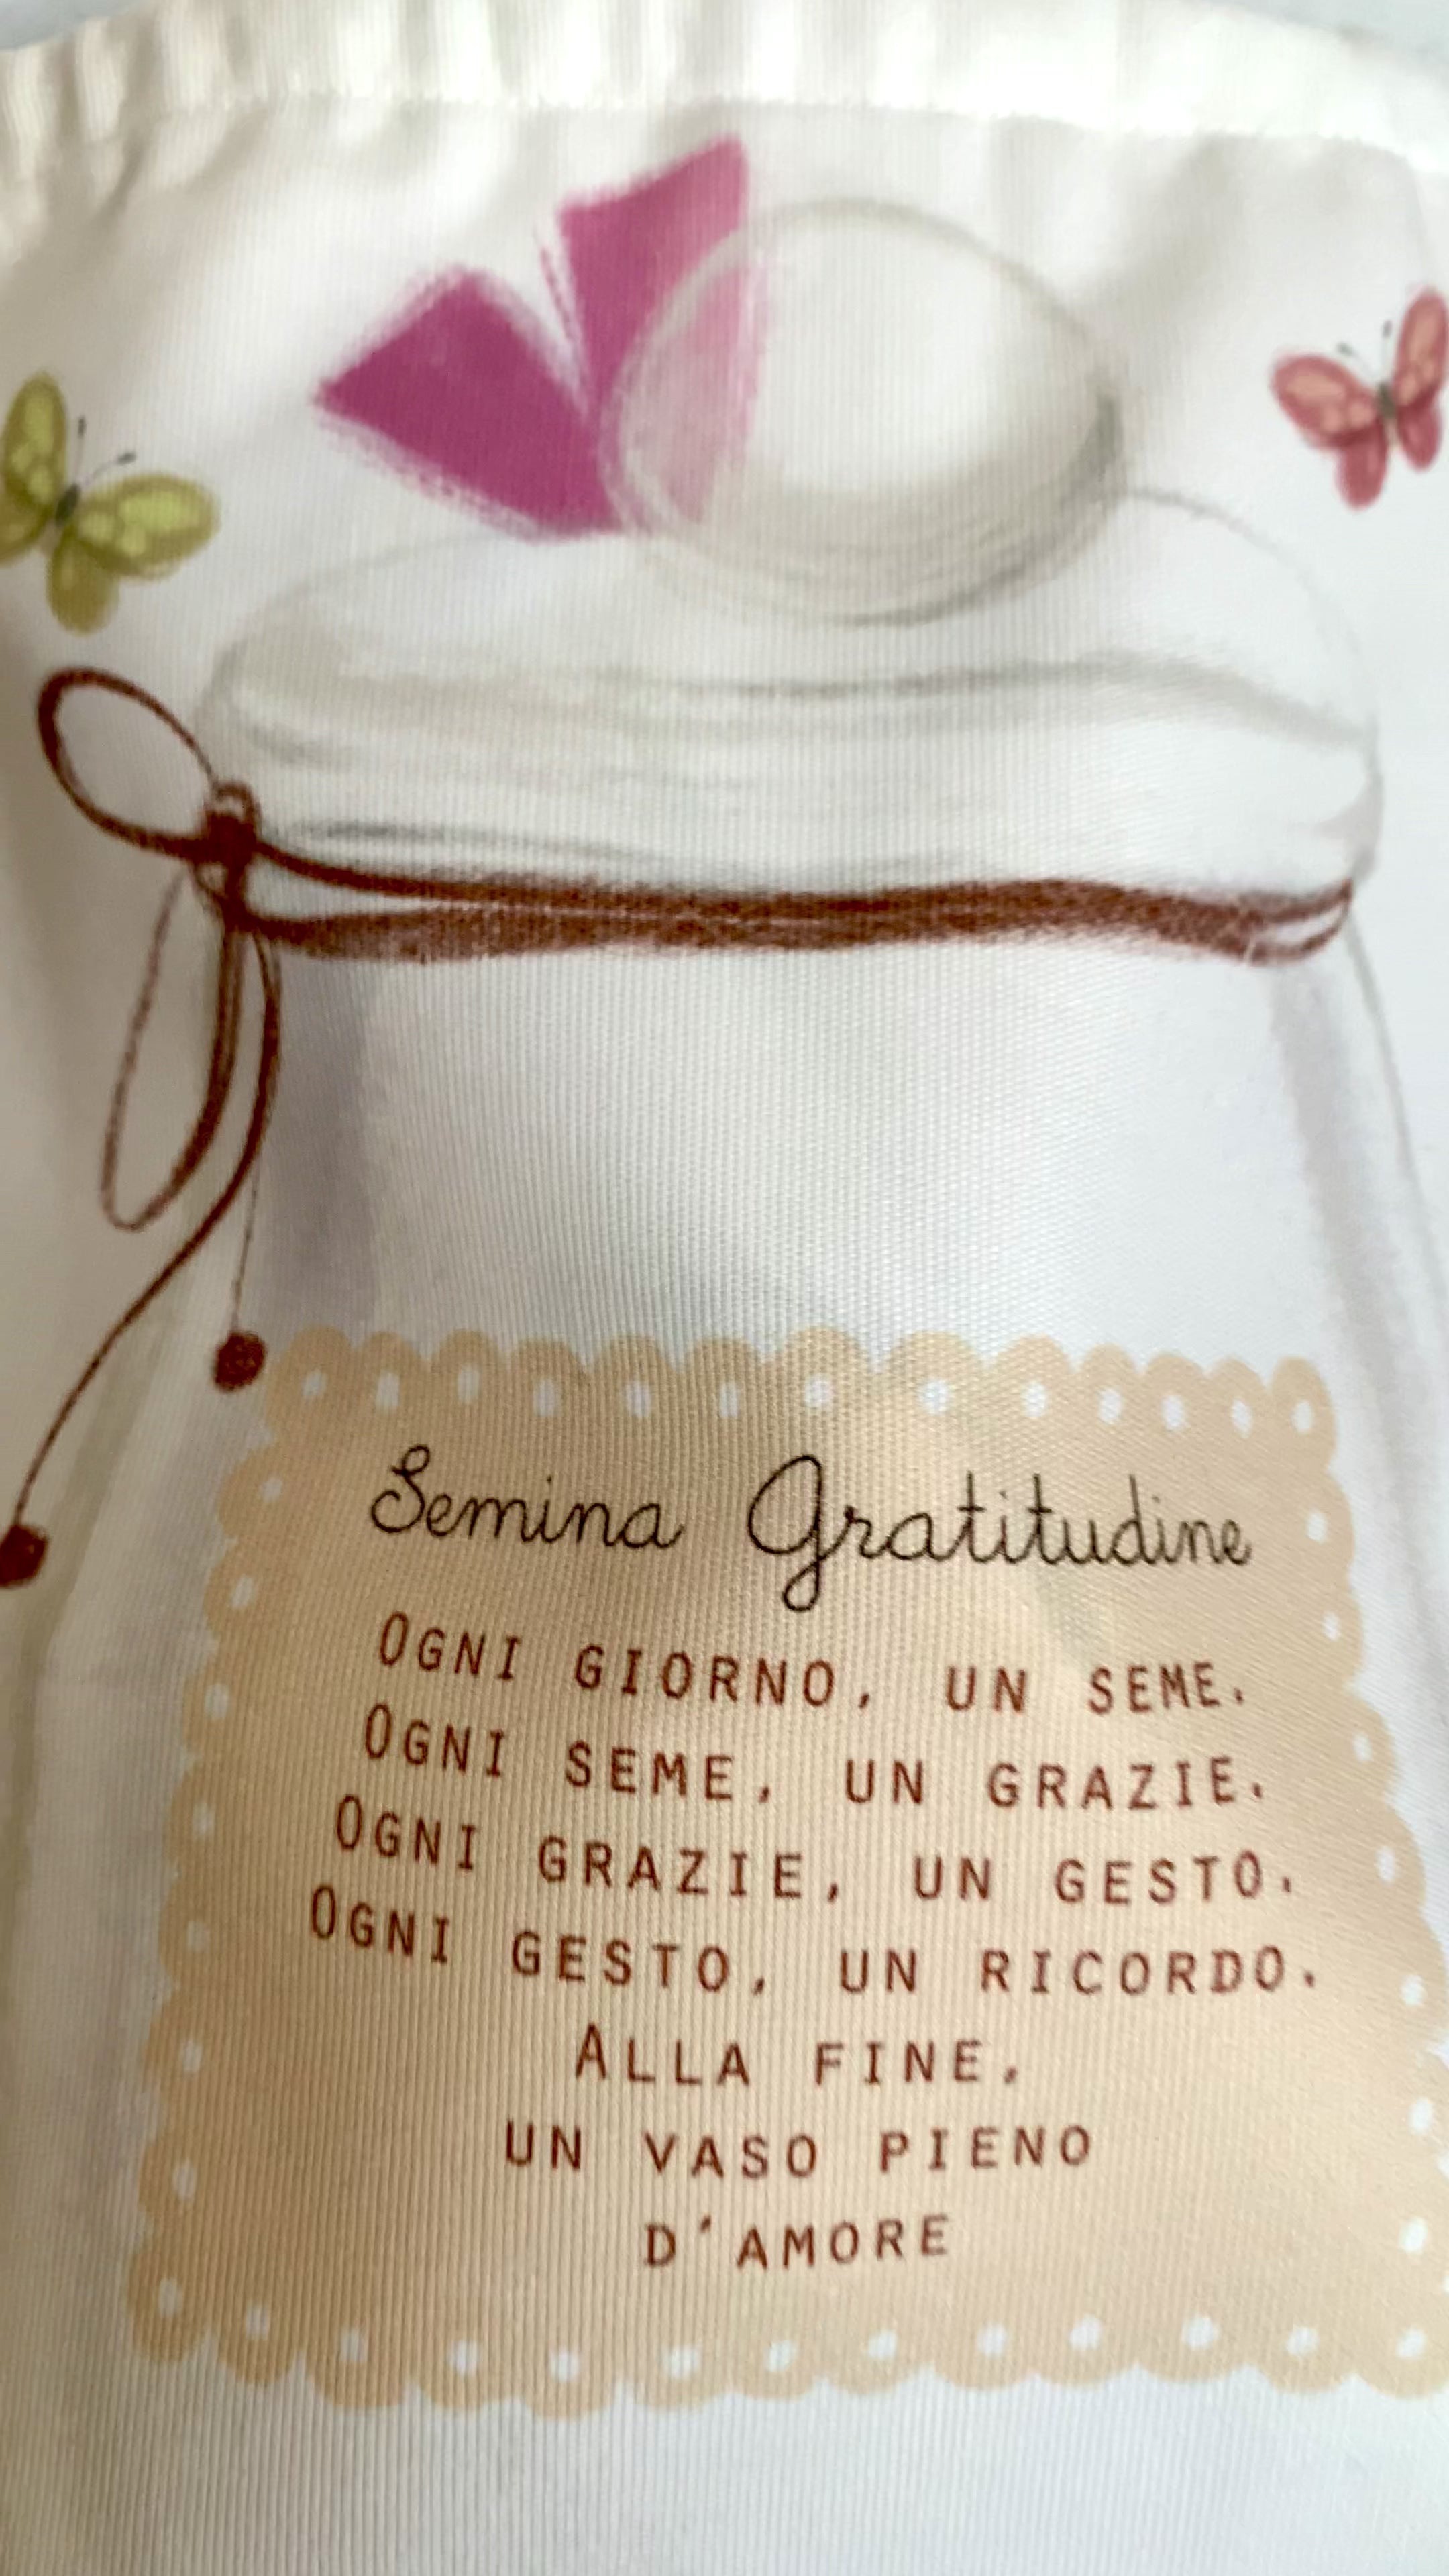 Semina Gratitudine
Ogni giorno, un seme.
Ogni seme, un grazie.
Ogni grazie, un gesto.
Ogni gesto, un ricordo.
Alla fine,
un vaso pieno
d'amore